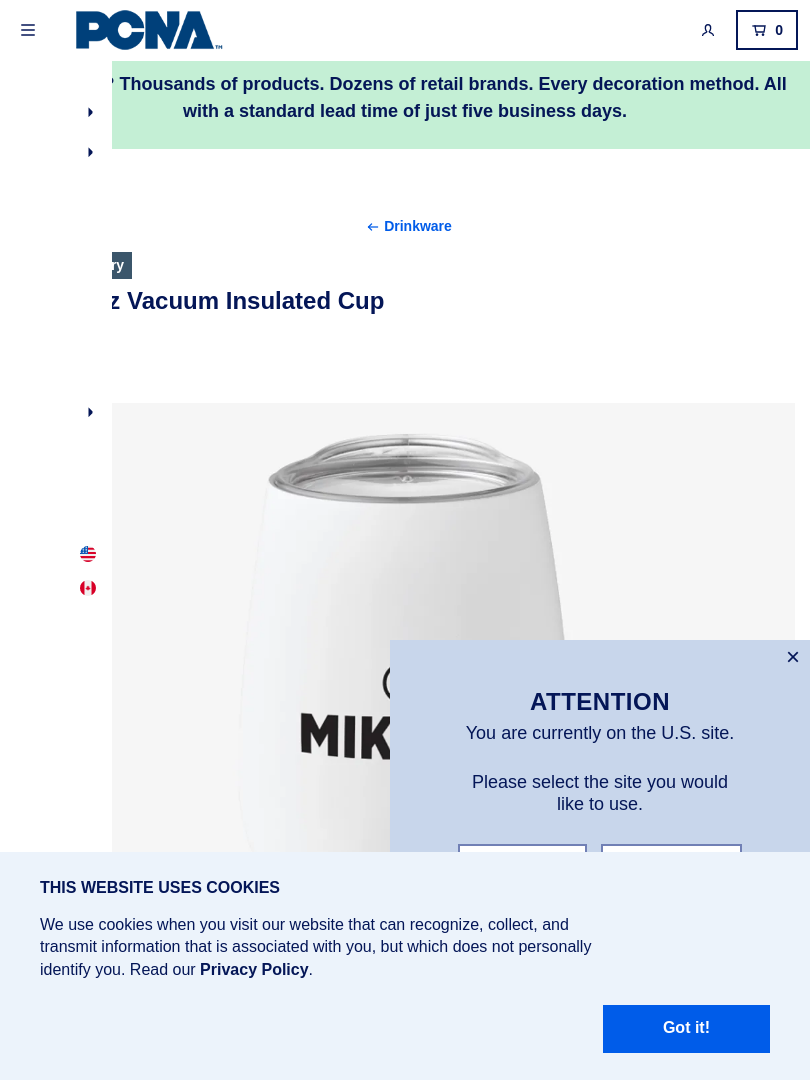 PCNA
0
? Thousands of products. Dozens of retail brands. Every decoration method. All
with a standard lead time of just five business days.
Drinkware
Vacuum Insulated Cup
ATTENTION
You are currently on the U.S. site.
Please select the site you would
like to use.
THIS WEBSITE USES COOKIES
We use cookies when you visit our website that can recognize, collect, and
transmit information that is associated with you, but which does not personally
identify you. Read our Privacy Policy.
Got it!